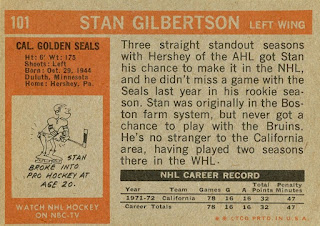 101
STAN GILBERTSON LEFT WING
CAL. GOLDEN SEALS
Ht: 6' Wt: 175
Shoots: Left
Born: Oct. 29, 1944
Duluth, Minnesota
Home: Hershey, Pa.
STAN
BROKE INTO
PRO HOCKEY AT
AGE 20.
WATCH NHL HOCKEY
ON NBC-TV
Three straight standout seasons
with Hershey of the AHL got Stan
his chance to make it in the NHL,
and he didn't miss a game with the
Seals last year in his rookie sea-
son. Stan was originally in the Bos-
ton farm system, but never got a
chance to play with the Bruins.
He's no stranger to the California
area, having played two seasons
there in the WHL.
NHL CAREER RECORD
Year Team Games G A Total Points Penalty Minutes
1971-72 California 78 16 16 32 47
Career Totals 78 16 16 32 47
© T.C.G. PRTD. IN U.S.A.